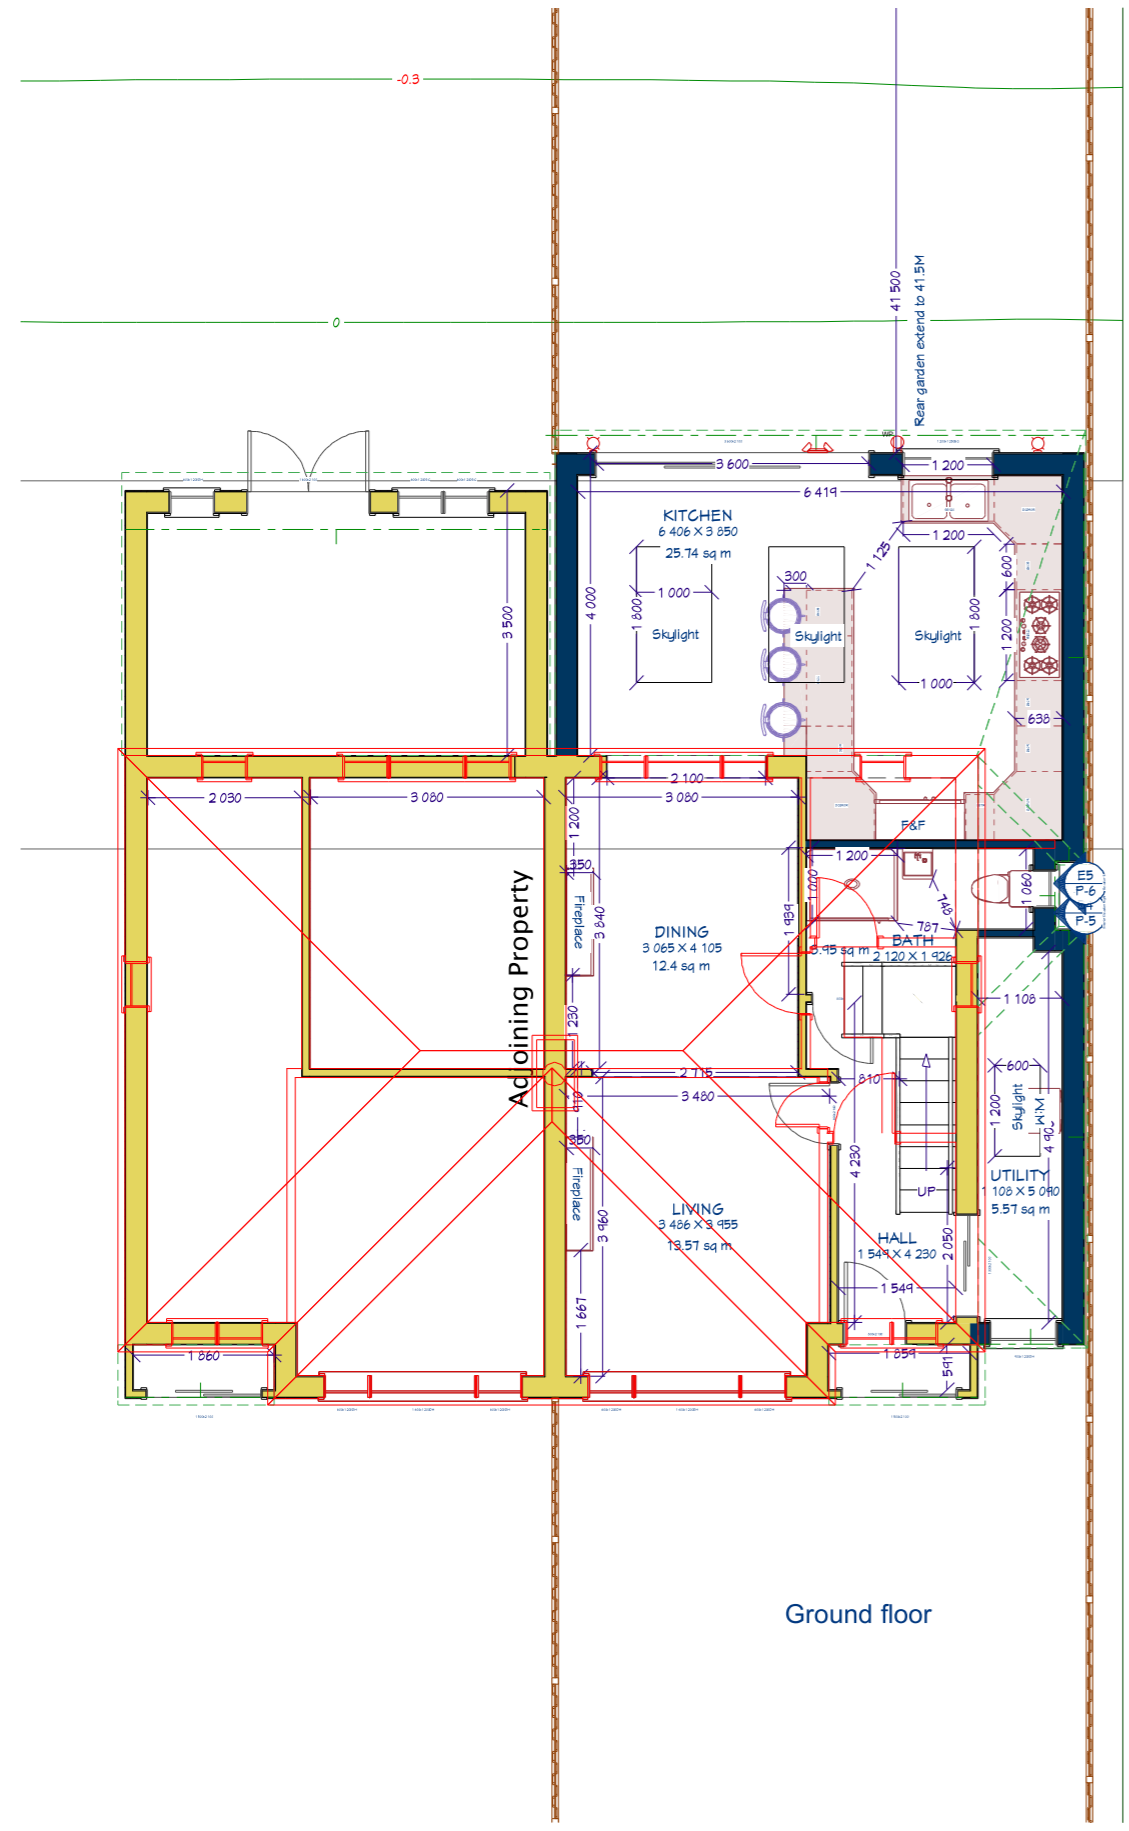 -0.3
0
41 500
Rear garden extend to 41.5M
3 600
1 200
6 419
KITCHEN
6 406 X 3 850
25.74 sq m
1 200
1 125
600
300
1 000
1 800
4 000
3 500
Skylight
Skylight
Skylight
1 800
1 200
1 000
638
2 100
2 030
3 080
3 080
1 200
F&F
350
1 200
1 000
1 060
E5
P-6
P-5
Fireplace
3 840
1 939
748
787
DINING
3 065 X 4 105
12.4 sq m
BATH
2 120 X 1 926
Adjoining Property
1 230
1 108
2 715
810
600
3 480
1 200
Skylight
W:M
350
4 230
Fireplace
UP
UTILITY
1 108 X 5 090
5.57 sq m
LIVING
3 486 X 3 955
13.57 sq m
3 960
HALL
1 549 X 4 230
2 050
1 549
1 667
1 860
1 859
591
Ground floor